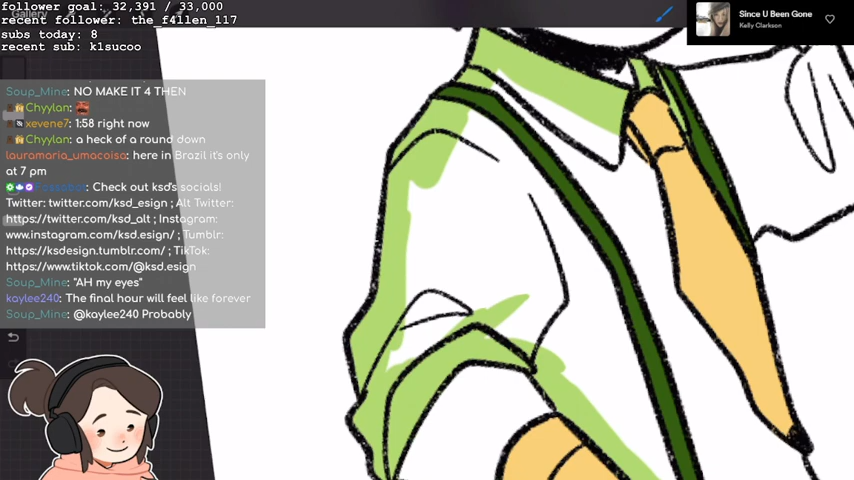 Gallery
follower goal: 32,391 / 33,000
recent follower: the_f4llen_117
subs today: 8
recent sub: k1sucoo
Since U Been Gone
Kelly Clarkson
Soup_Mine: NO MAKE IT 4 THEN
Chyylan:
xevene7: 1:58 right now
Chyylan: a heck of a round down
lauramaria_umacoisa: here in Brazil it's only
at 7 pm
Fossabot: Check out ksd's socials!
Twitter: twitter.com/ksd_esign ; Alt Twitter:
https://twitter.com/ksd_alt ; Instagram:
www.instagram.com/ksd.esign/ ; Tumblr:
https://ksdesign.tumblr.com/ ; TikTok:
https://www.tiktok.com/@ksd.esign
Soup_Mine: "AH my eyes"
kaylee240: The final hour will feel like forever
Soup_Mine: @kaylee240 Probably